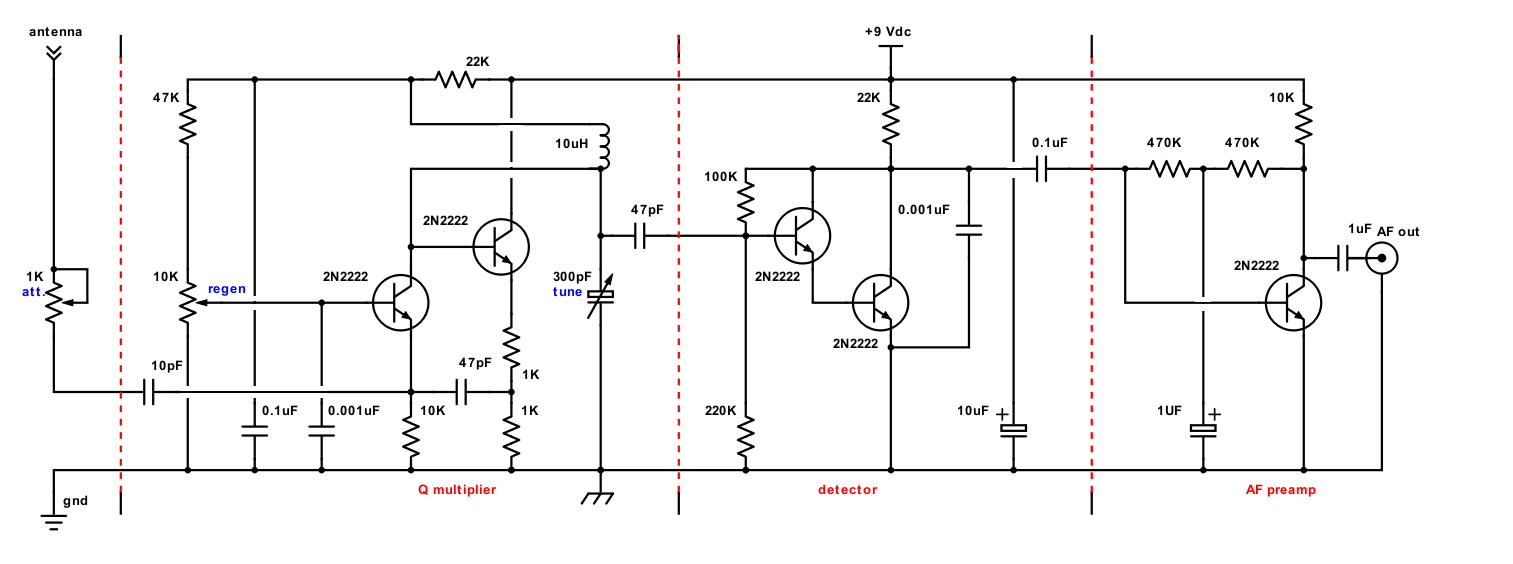 antenna
+9 Vdc
22K
47K
22K
10K
10uH
0.1uF
470K
470K
100K
47pF
0.001uF
2N2222
1uF
AF out
1K
att.
10K
regen
2N2222
300pF
tune
2N2222
2N2222
2N2222
10pF
47pF
1K
0.1uF
0.001uF
10K
1K
220K
10uF
+
1UF
+
gnd
Q multiplier
detector
AF preamp